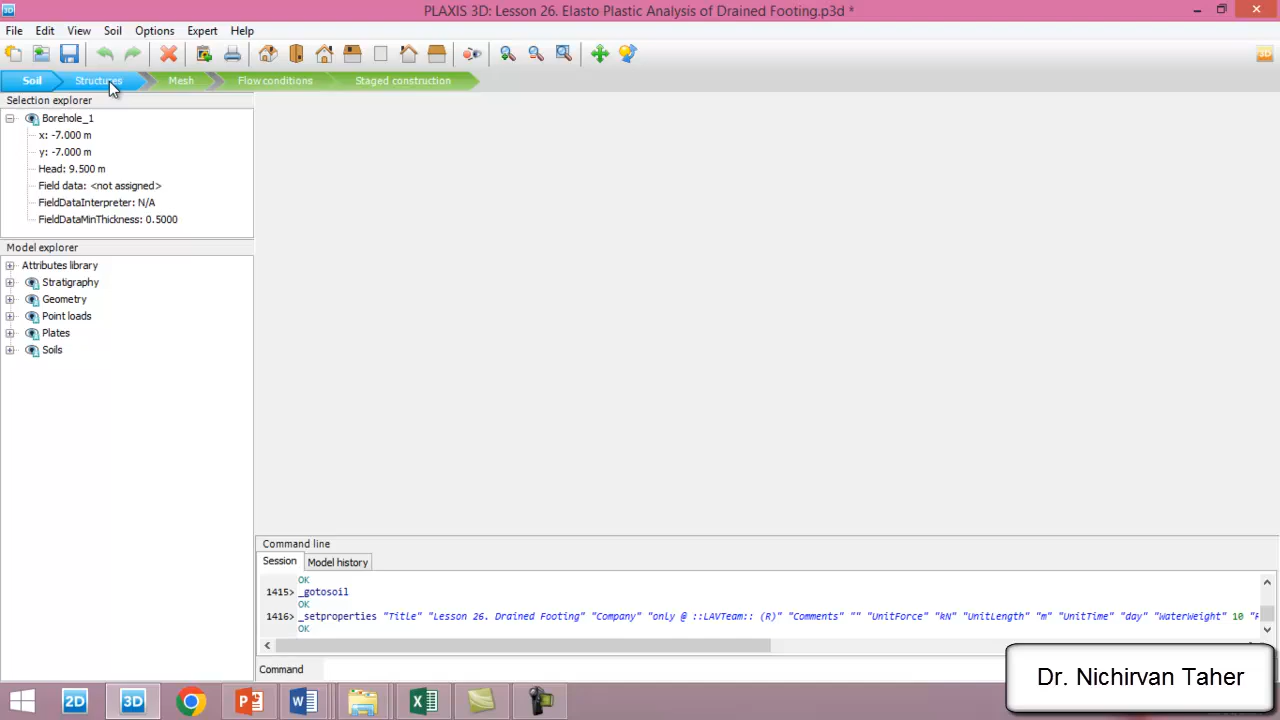 PLAXIS 3D: Lesson 26. Elasto Plastic Analysis of Drained Footing.p3d *
File Edit View Soil Options Expert Help
Soil Structures Mesh Flow conditions Staged construction
Selection explorer
Borehole_1
x: -7.000 m
y: -7.000 m
Head: 9.500 m
Field data: <not assigned>
FieldDataInterpreter: N/A
FieldDataMinThickness: 0.5000
Model explorer
Attributes library
Stratigraphy
Geometry
Point loads
Plates
Soils
Command line
Session Model history
OK
1415> _gotosoil
OK
1416> _setproperties "Title" "Lesson 26. Drained Footing" "Company" "only @ ::LAVTeam:: (R)" "Comments" "" "UnitForce" "kN" "UnitLength" "m" "UnitTime" "day" "WaterWeight" 10
OK
Command
Dr. Nichirvan Taher
2D 3D